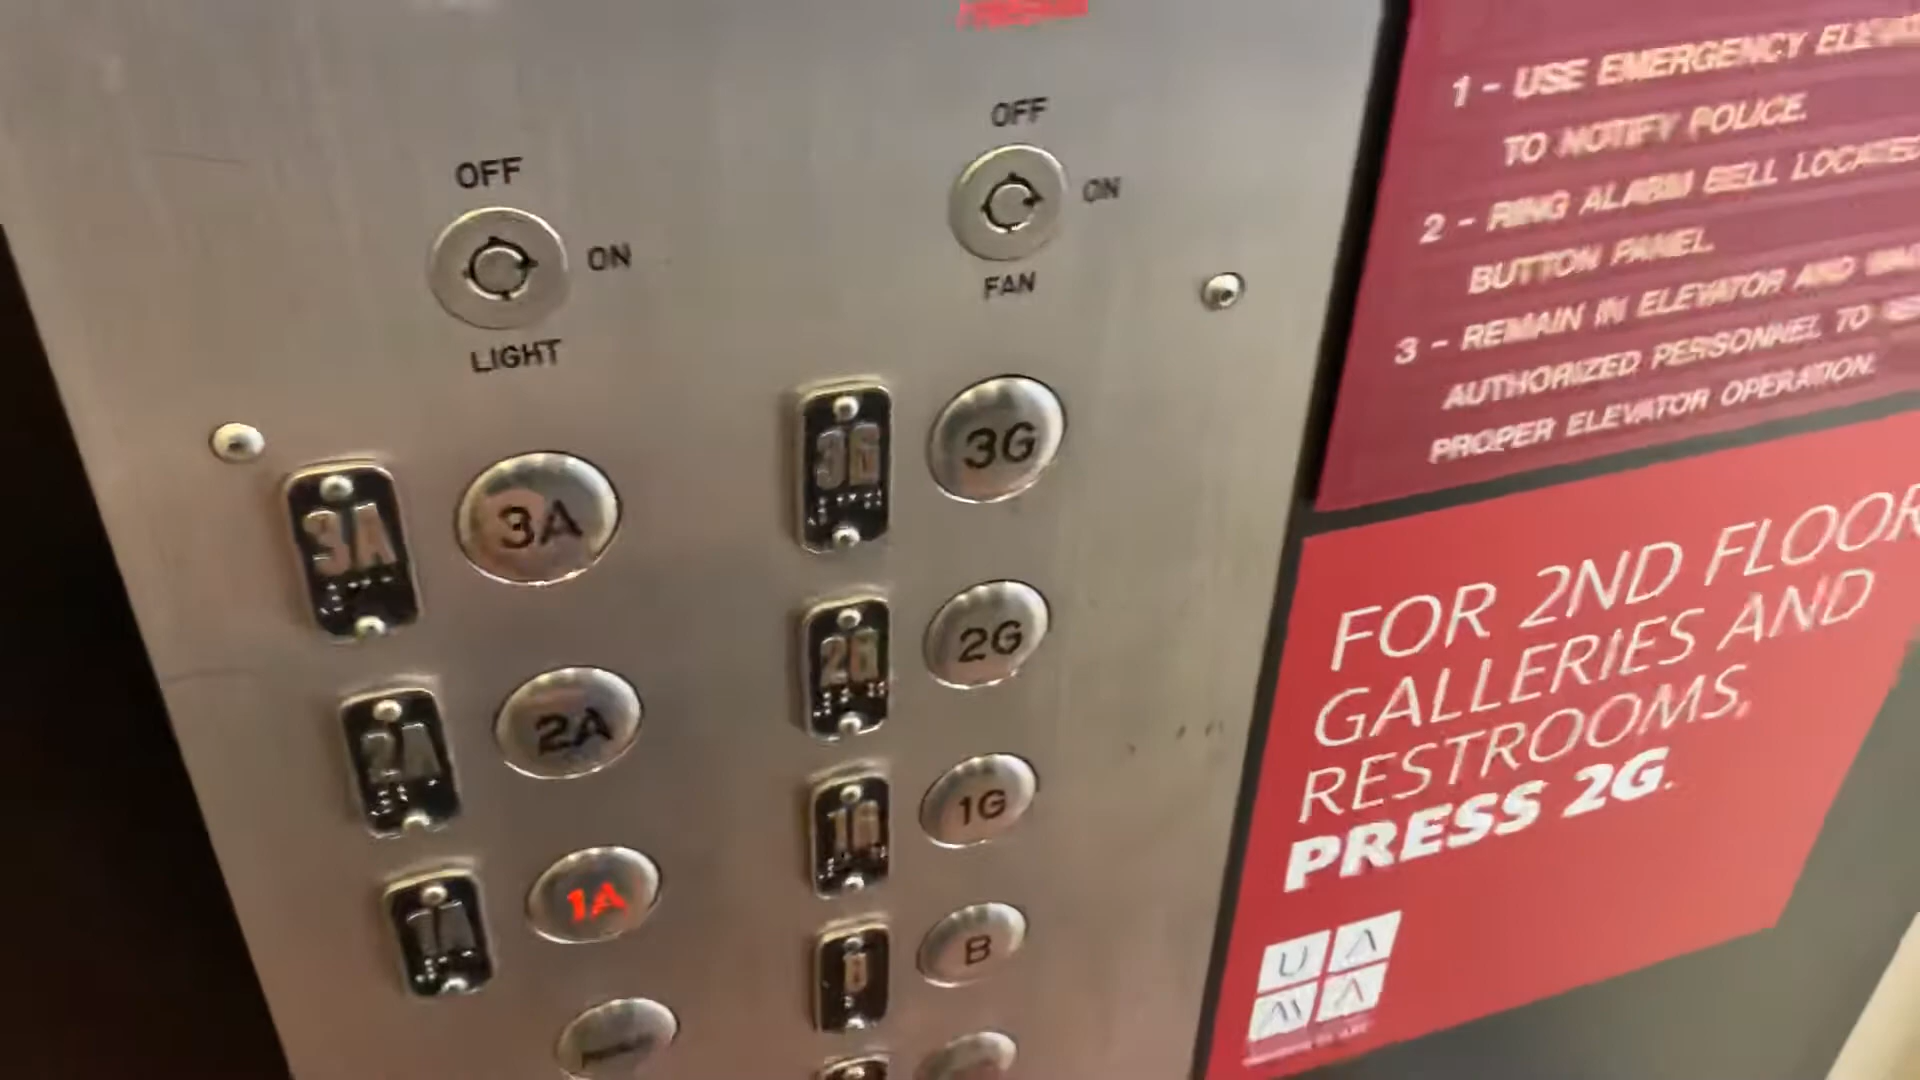 OFF
ON
LIGHT
OFF
ON
FAN
3A 3A
3G 3G
2A 2A
2G 2G
1A 1A
1G 1G
B
1 - USE EMERGENCY
TO NOTIFY POLICE.
2 - RING ALARM BELL LOCATED
BUTTON PANEL.
3 - REMAIN IN ELEVATOR AND
AUTHORIZED PERSONNEL TO
PROPER ELEVATOR OPERATION.
FOR 2ND FLOOR
GALLERIES AND
RESTROOMS,
PRESS 2G.
U A
M A